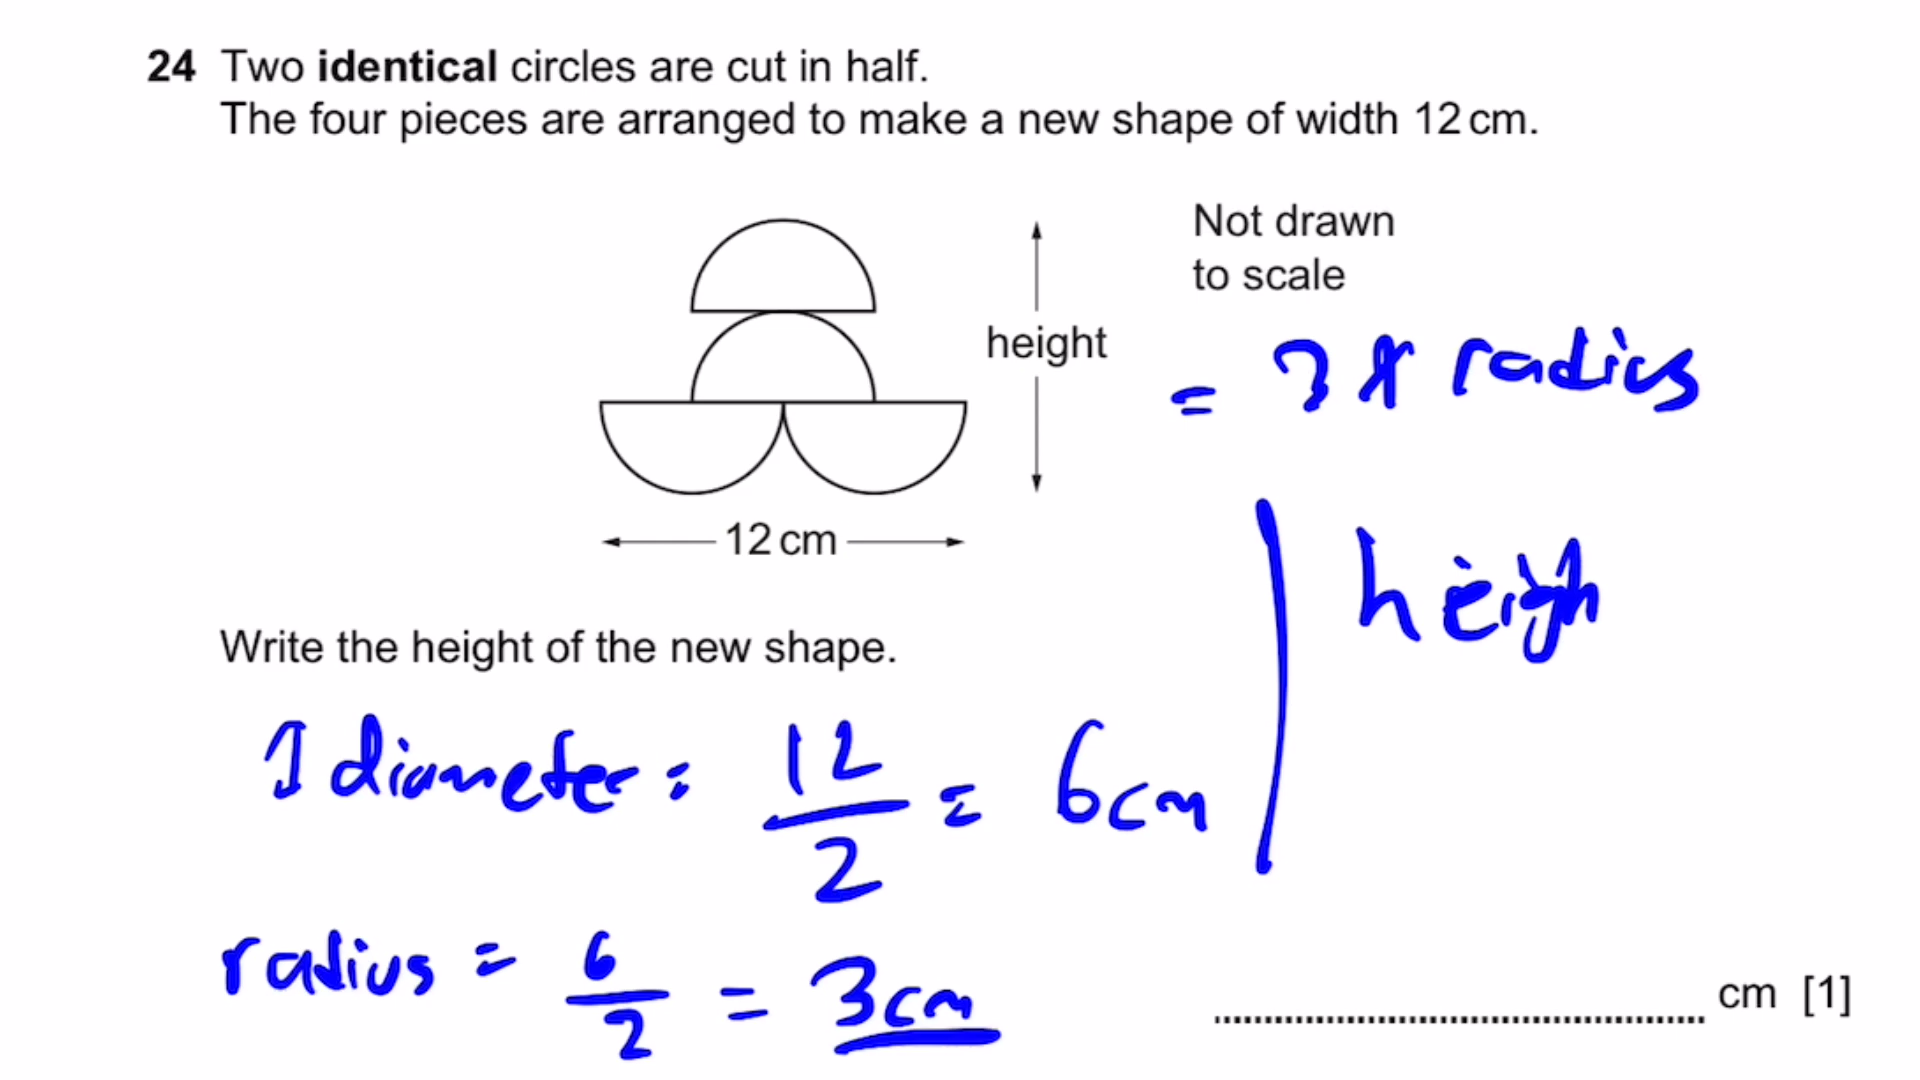 24 Two identical circles are cut in half.
The four pieces are arranged to make a new shape of width 12 cm.
Not drawn
to scale
height
= 3 x radius
12 cm
heigh
Write the height of the new shape.
1 diameter = 12/2 = 6cm
radius = 6/2 = 3cm
cm [1]